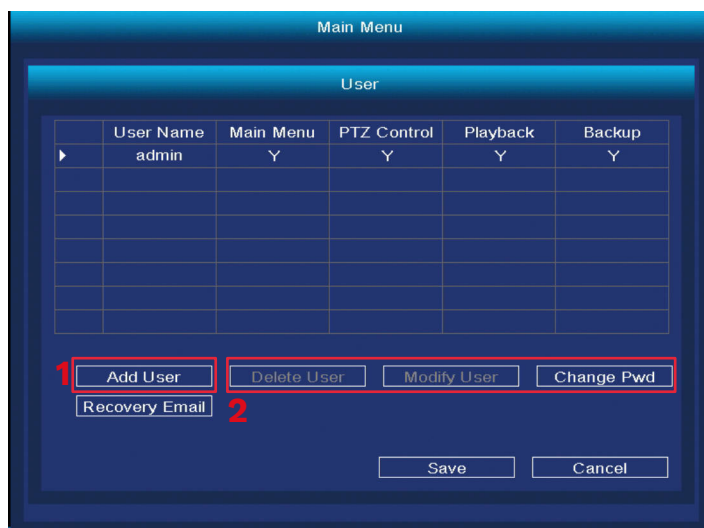 Main Menu
User
User Name Main Menu PTZ Control Playback Backup
admin Y Y Y Y
1 Add User Delete User Modify User Change Pwd
Recovery Email 2
Save Cancel